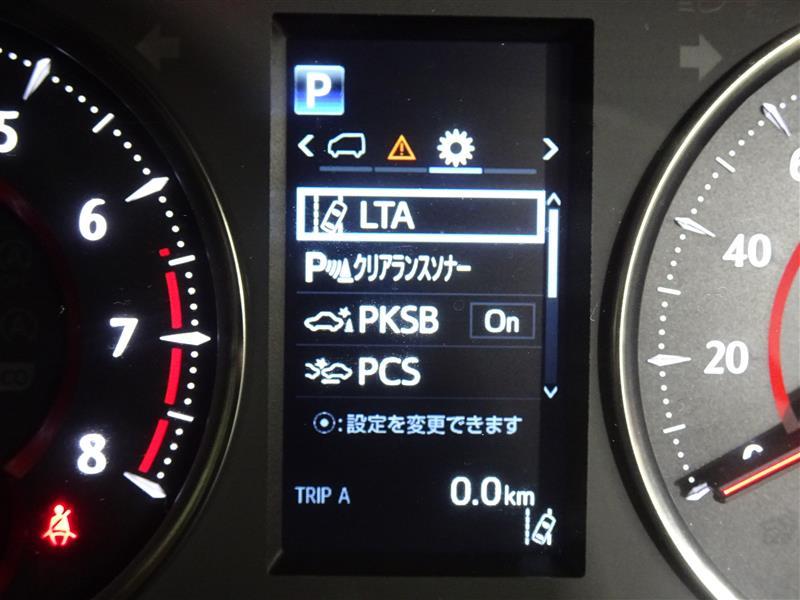 P
LTA
P クリアランスソナー
PKSB On
PCS
:設定を変更できます
TRIP A 0.0km
5
6
7
8
6
40
20